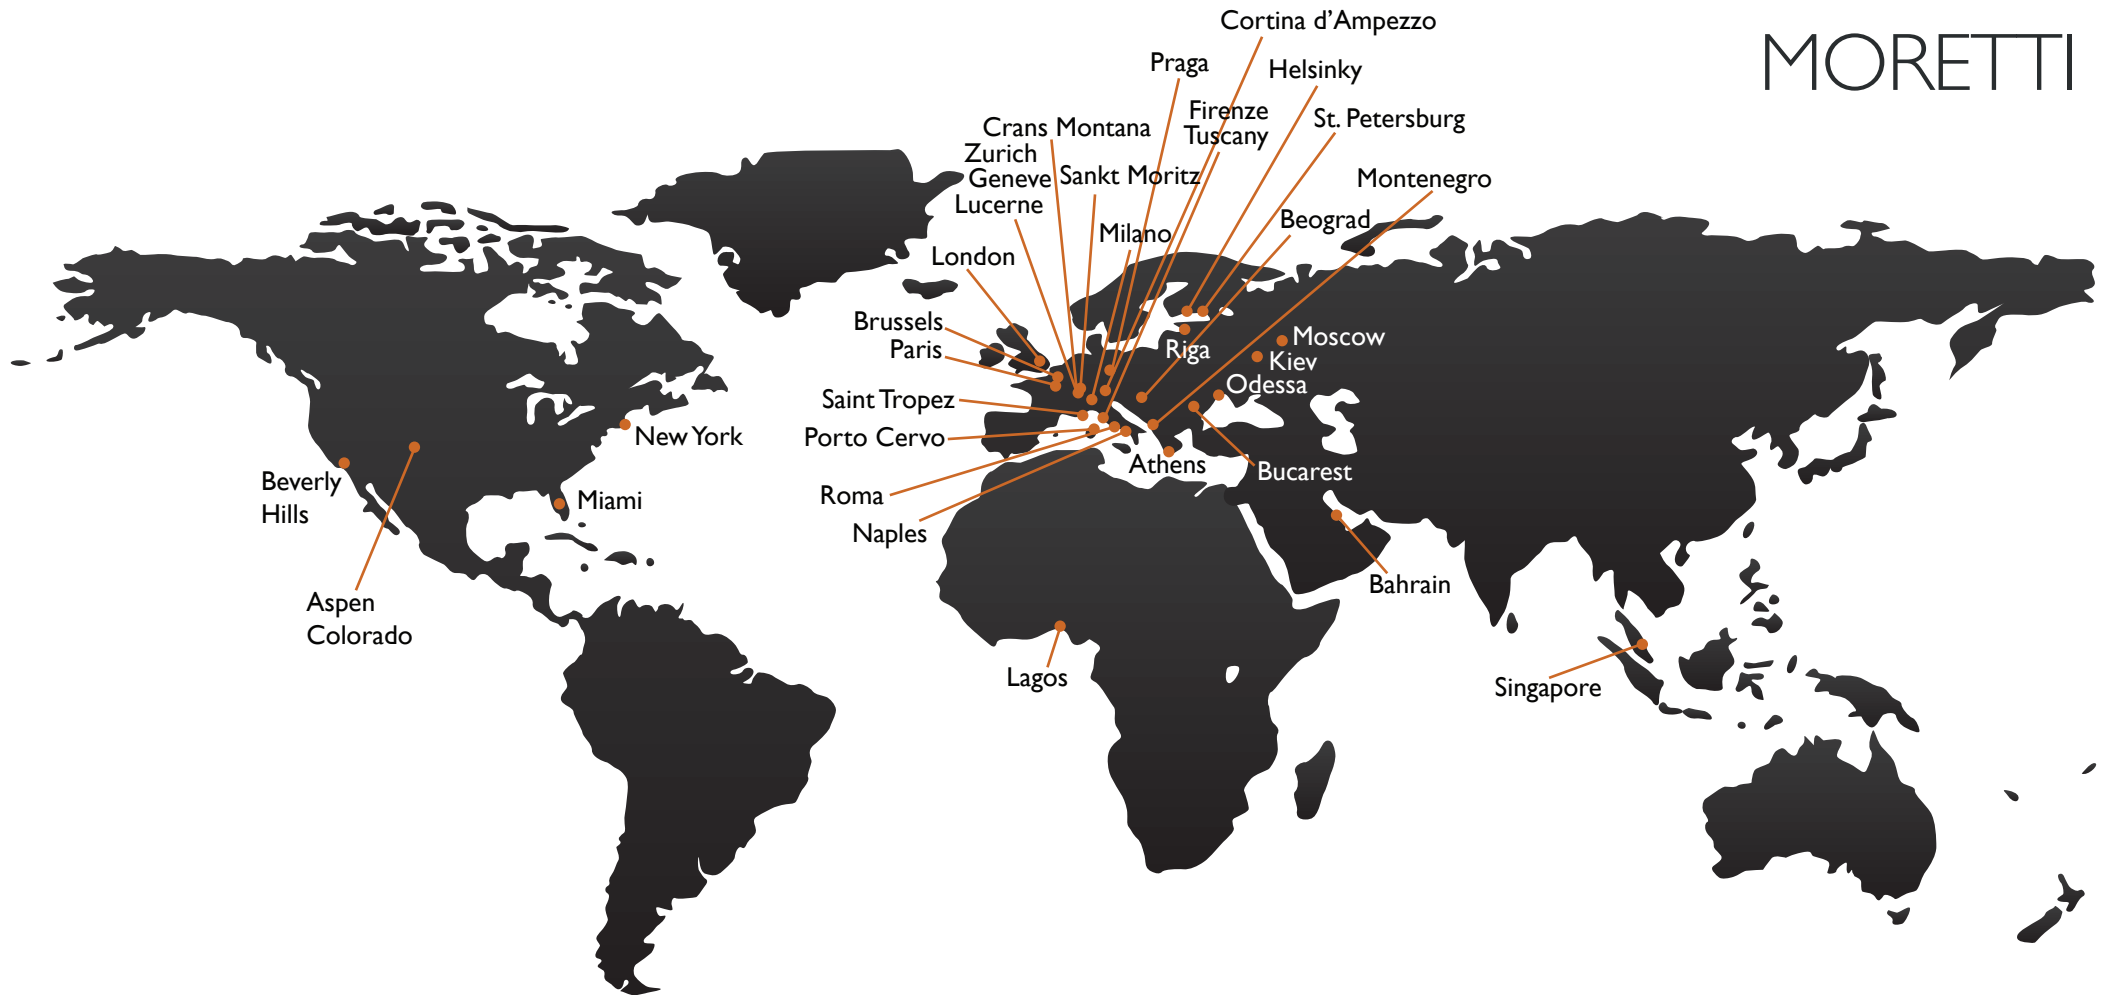 MORETTI
Cortina d'Ampezzo
Praga
Helsinky
Firenze
Tuscany
St. Petersburg
Crans Montana
Zurich
Geneve
Sankt Moritz
Lucerne
Montenegro
Beograd
Milano
London
Brussels
Paris
Riga
Moscow
Kiev
Odessa
Saint Tropez
Porto Cervo
New York
Athens
Bucarest
Beverly
Hills
Miami
Roma
Naples
Bahrain
Aspen
Colorado
Lagos
Singapore